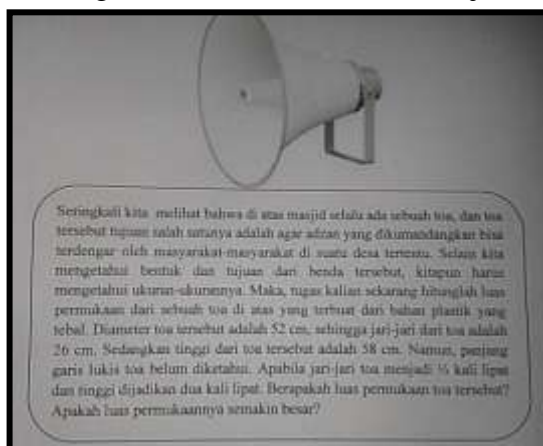 Seringkali kita melihat bahwa di atas masjid selalu ada sebuah toa, dan toa
tersebut tujuan salah satunya adalah agar adzan yang dikumandangkan bisa
terdengar oleh masyarakat-masyarakat di suatu desa tertentu. Selain kita
mengetahui bentuk dan tujuan dari benda tersebut, kitapun harus
mengetahui ukuran-ukurannya. Maka, tugas kalian sekarang hitunglah luas
permukaan dari sebuah toa di atas yang terbuat dari bahan plastik yang
tebal. Diameter toa tersebut adalah 52 cm, sehingga jari-jari dari toa adalah
26 cm. Sedangkan tinggi dari toa tersebut adalah 58 cm. Namun, panjang
garis lukis toa belum diketahui. Apabila jari-jari toa menjadi ½ kali lipat
dan tinggi dijadikan dua kali lipat. Berapakah luas permukaan toa tersebut?
Apakah luas permukaannya semakin besar?